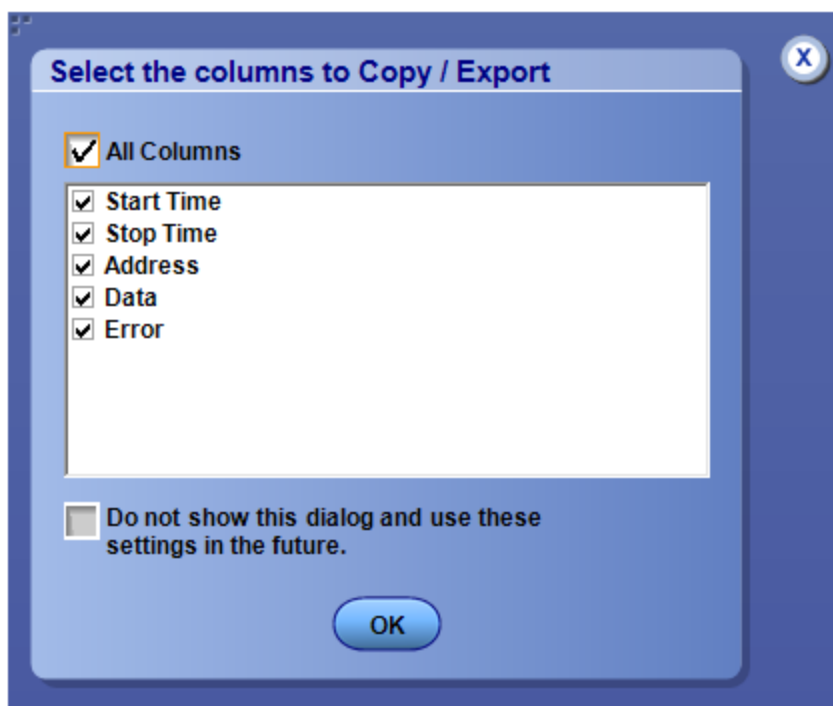 Select the columns to Copy / Export
X
All Columns
Start Time
Stop Time
Address
Data
Error
Do not show this dialog and use these
settings in the future.
OK